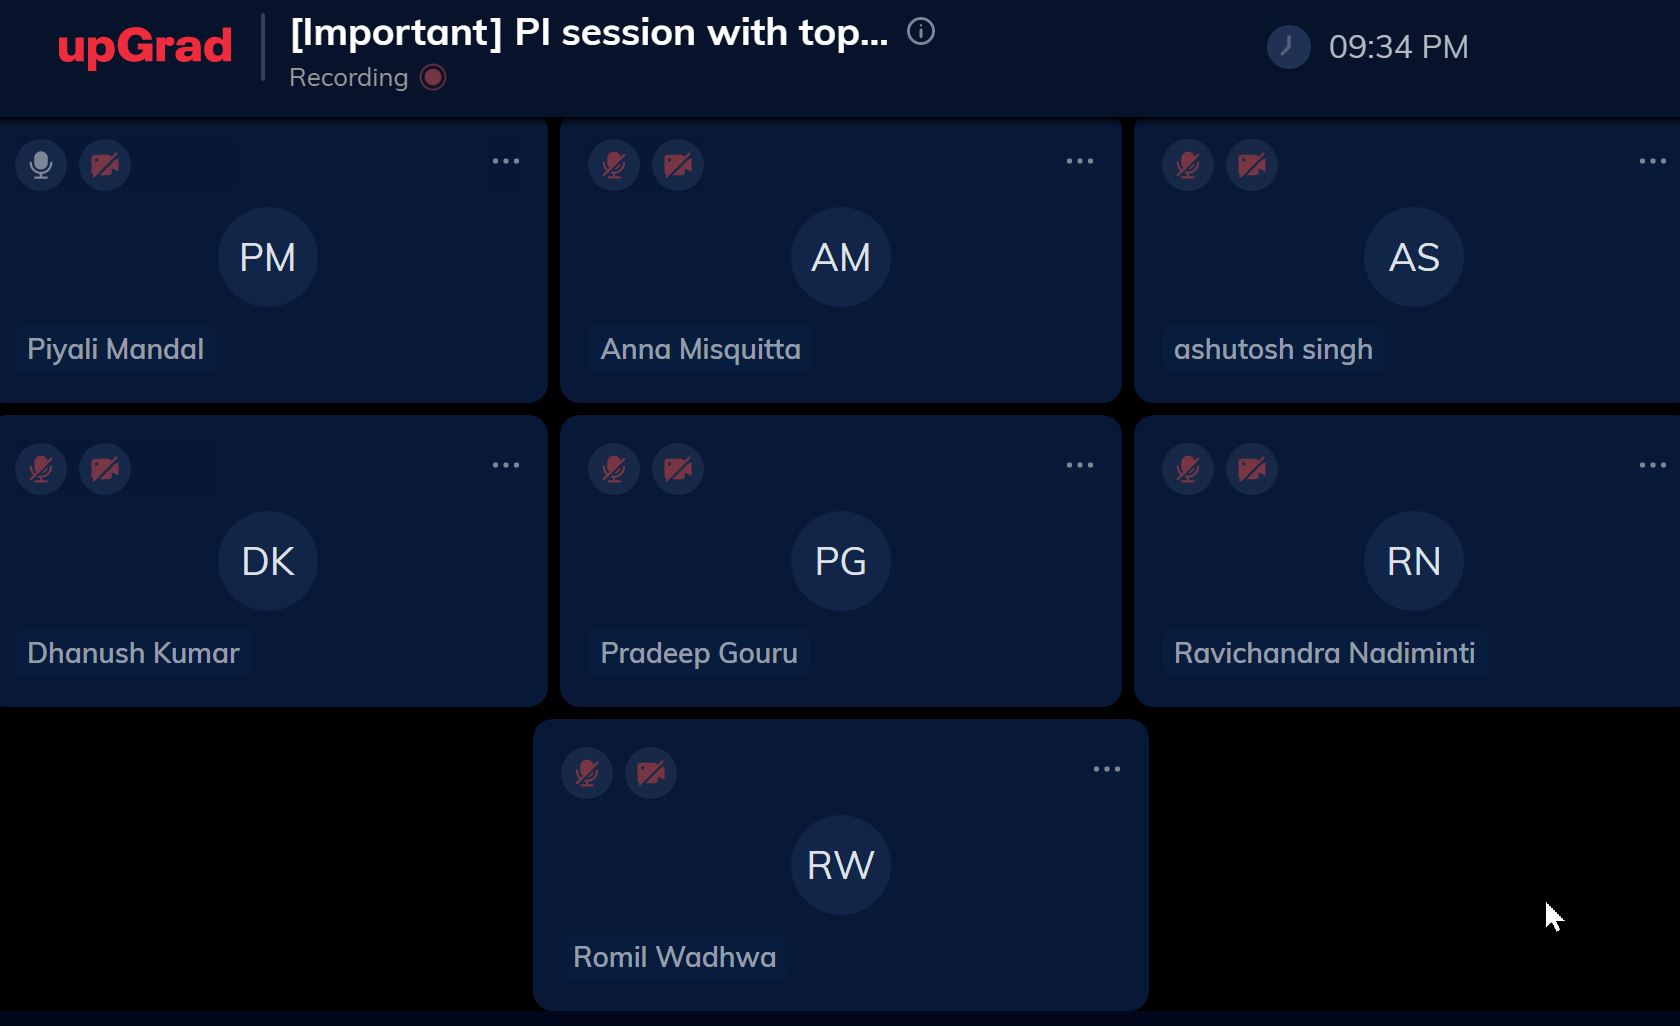 upGrad
[Important] PI session with top...
Recording
09:34 PM
PM
Piyali Mandal
AM
Anna Misquitta
AS
ashutosh singh
DK
Dhanush Kumar
PG
Pradeep Gouru
RN
Ravichandra Nadiminti
RW
Romil Wadhwa